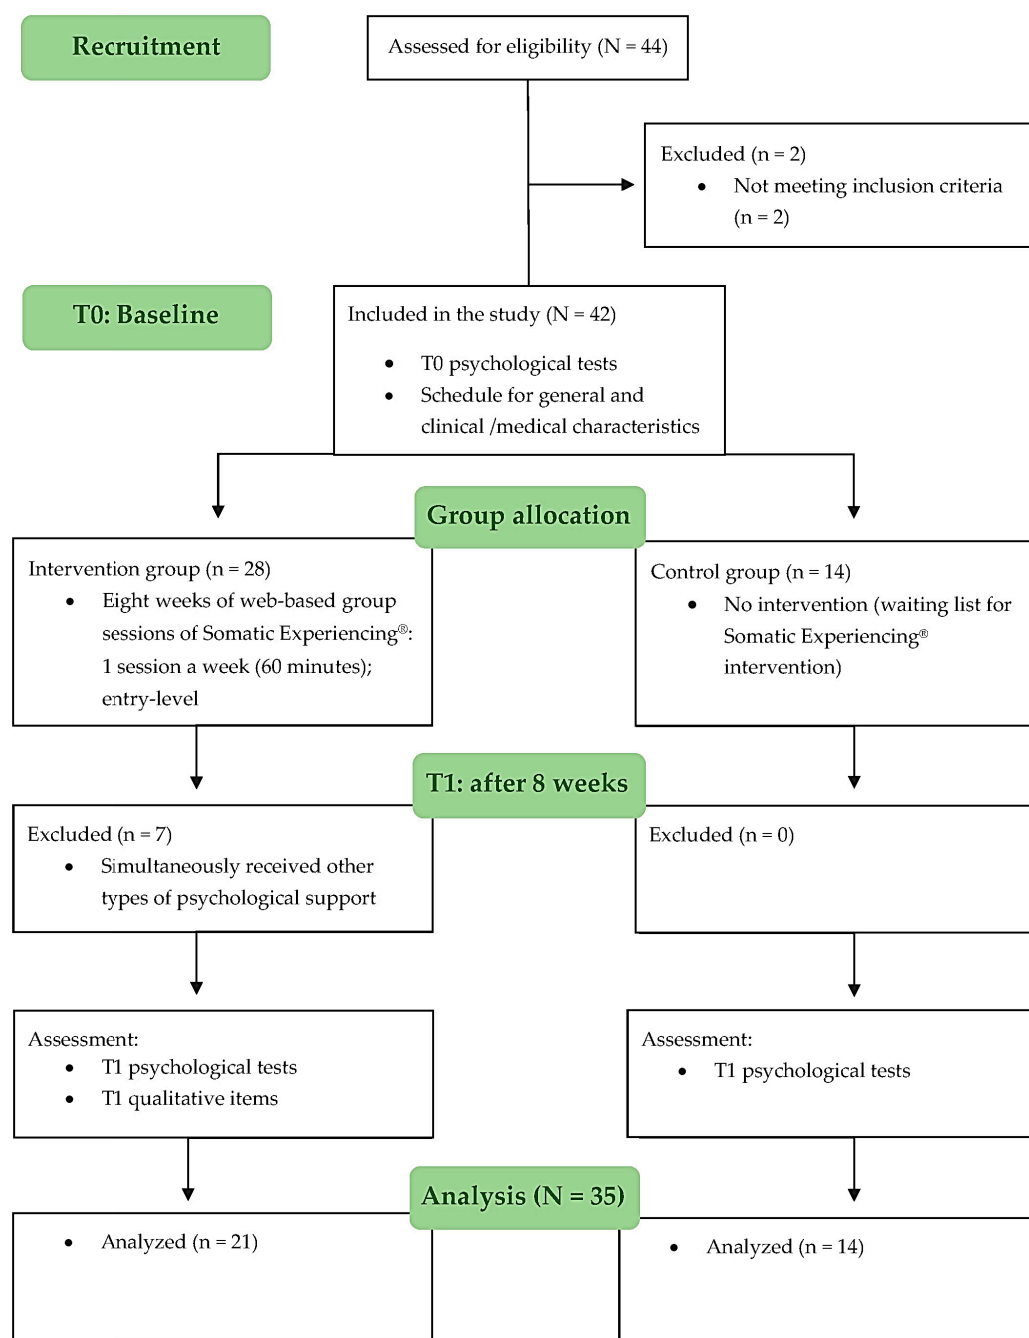 Recruitment
Assessed for eligibility (N = 44)
Excluded (n = 2)
• Not meeting inclusion criteria
(n = 2)
T0: Baseline
Included in the study (N = 42)
• T0 psychological tests
• Schedule for general and
clinical /medical characteristics
Group allocation
Intervention group (n = 28)
• Eight weeks of web-based group
sessions of Somatic Experiencing®:
1 session a week (60 minutes);
entry-level
Control group (n = 14)
• No intervention (waiting list for
Somatic Experiencing®
intervention)
T1: after 8 weeks
Excluded (n = 7)
• Simultaneously received other
types of psychological support
Excluded (n = 0)
Assessment:
• T1 psychological tests
• T1 qualitative items
Assessment:
• T1 psychological tests
Analysis (N = 35)
• Analyzed (n = 21)
• Analyzed (n = 14)